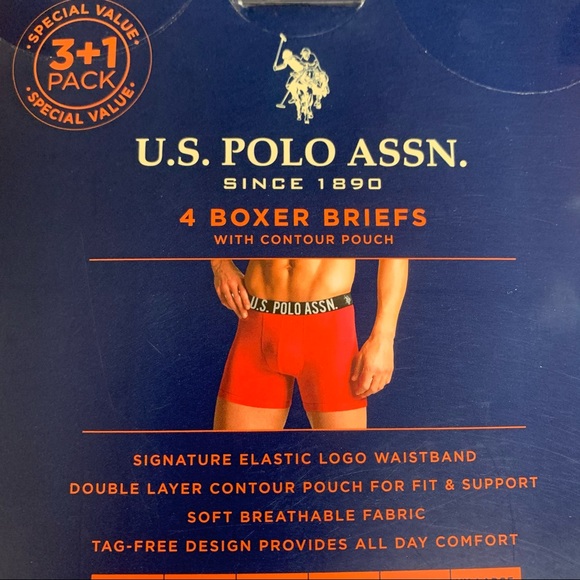 SPECIAL VALUE
3+1
PACK
SPECIAL VALUE
U.S. POLO ASSN.
SINCE 1890
4 BOXER BRIEFS
WITH CONTOUR POUCH
U.S. POLO ASSN.
SIGNATURE ELASTIC LOGO WAISTBAND
DOUBLE LAYER CONTOUR POUCH FOR FIT & SUPPORT
SOFT BREATHABLE FABRIC
TAG-FREE DESIGN PROVIDES ALL DAY COMFORT